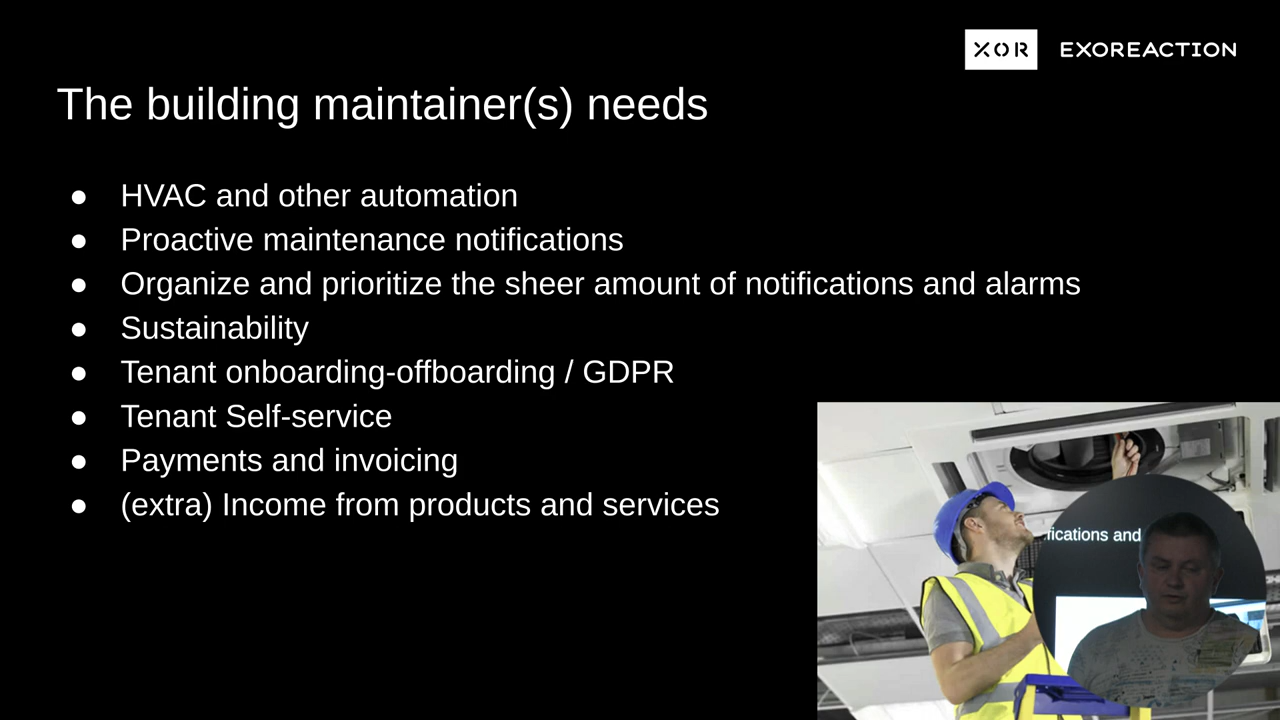 XOR EXOREACTION
The building maintainer(s) needs
● HVAC and other automation
● Proactive maintenance notifications
● Organize and prioritize the sheer amount of notifications and alarms
● Sustainability
● Tenant onboarding-offboarding / GDPR
● Tenant Self-service
● Payments and invoicing
● (extra) Income from products and services
fications and